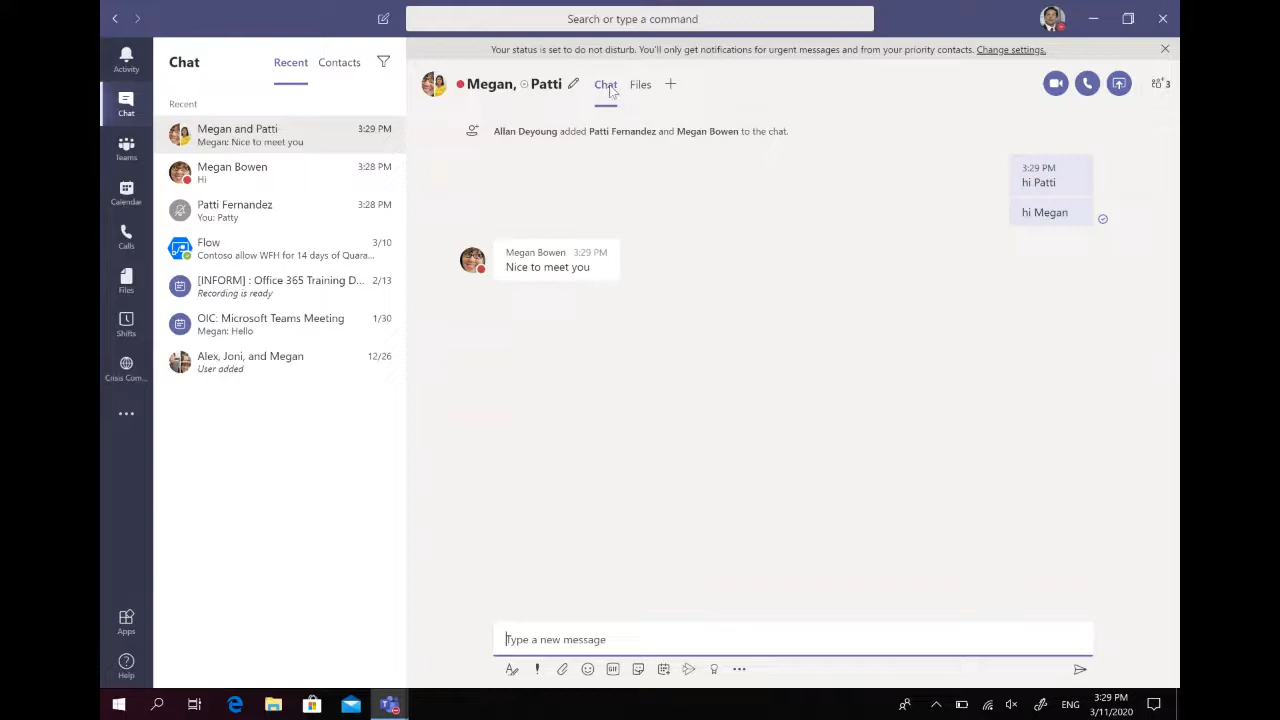 Search or type a command
Activity
Chat
Teams
Calendar
Calls
Files
Shifts
Crisis Com...
Apps
Help
Chat
Recent
Contacts
Recent
Megan and Patti 3:29 PM
Megan: Nice to meet you
Megan Bowen 3:28 PM
Hi
Patti Fernandez 3:28 PM
You: Patty
Flow 3/10
Contoso allow WFH for 14 days of Quara...
[INFORM] : Office 365 Training D... 2/13
Recording is ready
OIC: Microsoft Teams Meeting 1/30
Megan: Hello
Alex, Joni, and Megan 12/26
User added
Your status is set to do not disturb. You'll only get notifications for urgent messages and from your priority contacts. Change settings.
Megan, Patti
Chat
Files
3
Allan Deyoung added Patti Fernandez and Megan Bowen to the chat.
3:29 PM
hi Patti
hi Megan
Megan Bowen 3:29 PM
Nice to meet you
Type a new message
GIF
ENG
3:29 PM
3/11/2020